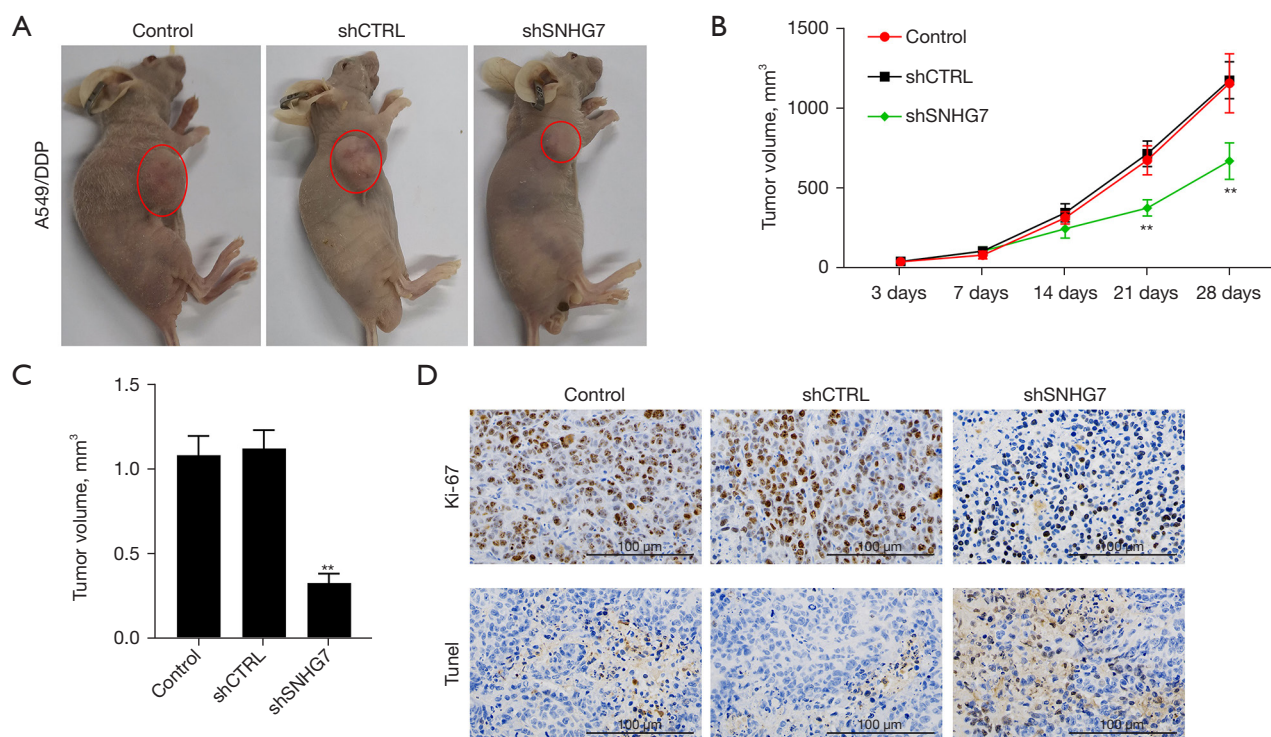 A
Control
shCTRL
shSNHG7
A549/DDP
B
Tumor volume, mm³
1500
1000
500
0
Control
shCTRL
shSNHG7
**
**
3 days
7 days
14 days
21 days
28 days
C
Tumor volume, mm³
1.5
1.0
0.5
0.0
**
Control
shCTRL
shSNHG7
D
Control
shCTRL
shSNHG7
Ki-67
100 μm
100 μm
100 μm
Tunel
100 μm
100 μm
100 μm